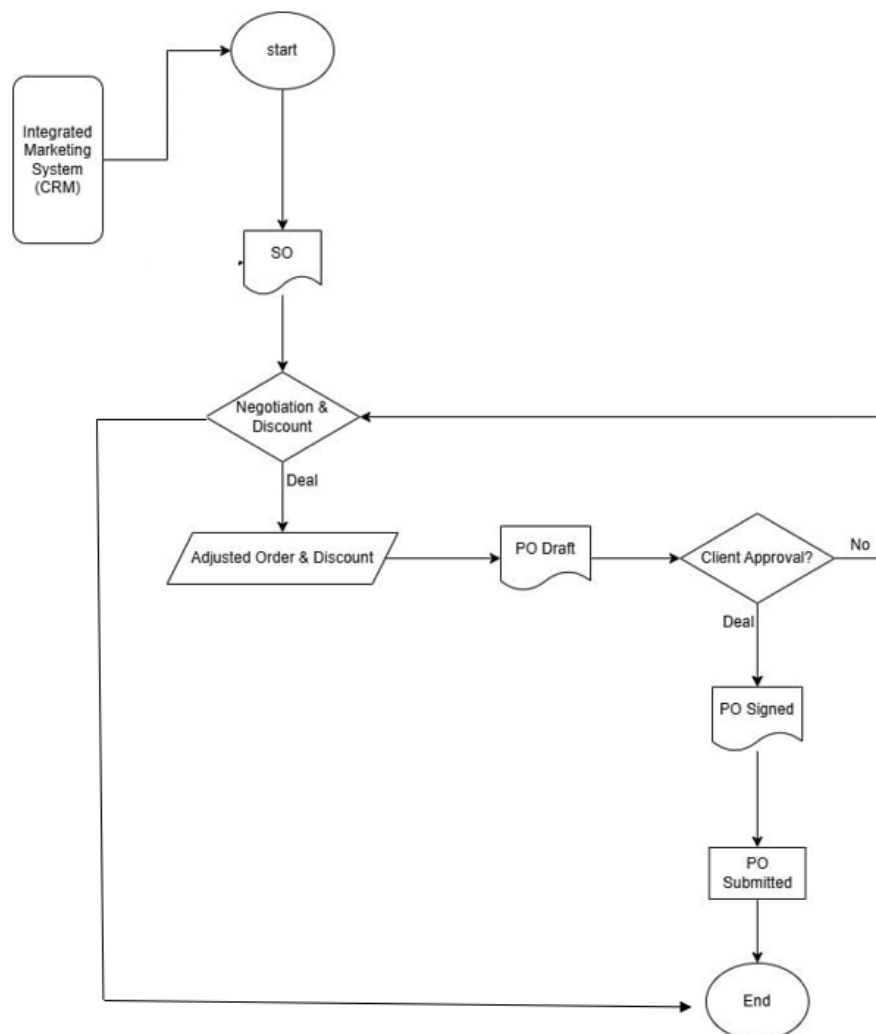 start
Integrated
Marketing
System
(CRM)
SO
Negotiation &
Discount
Deal
Adjusted Order & Discount
PO Draft
Client Approval?
No
Deal
PO Signed
PO
Submitted
End